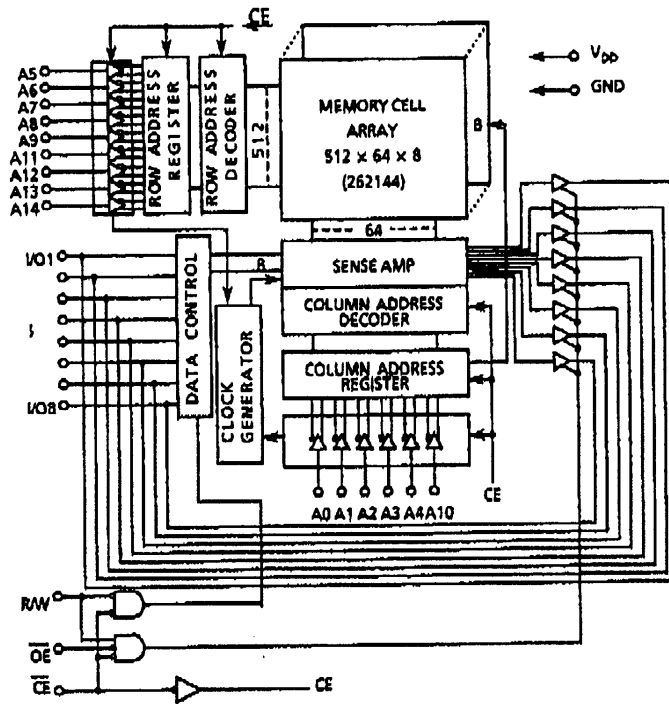 CE
A5
A6
A7
A8
A9
A11
A12
A13
A14
ROW ADDRESS
REGISTER
ROW ADDRESS
DECODER
512
MEMORY CELL
ARRAY
512 × 64 × 8
(262144)
8
VDD
GND
64
I/O1
I/O8
DATA CONTROL
8
CLOCK
GENERATOR
SENSE AMP
COLUMN ADDRESS
DECODER
COLUMN ADDRESS
REGISTER
A0 A1 A2 A3 A4 A10
CE
R/W
OE
CE
CE